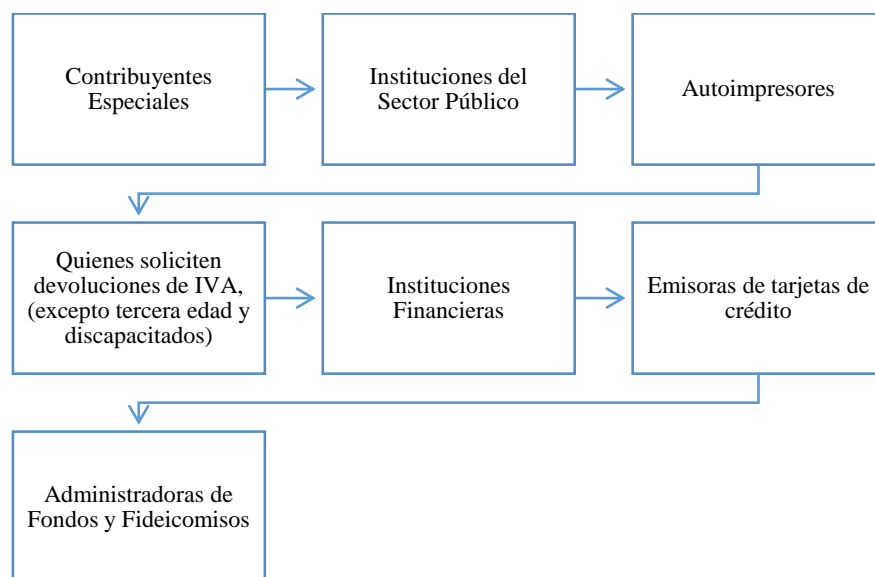 Contribuyentes
Especiales
Instituciones del
Sector Público
Autoimpresores
Quienes soliciten
devoluciones de IVA,
(excepto tercera edad y
discapacitados)
Instituciones
Financieras
Emisoras de tarjetas de
crédito
Administradoras de
Fondos y Fideicomisos